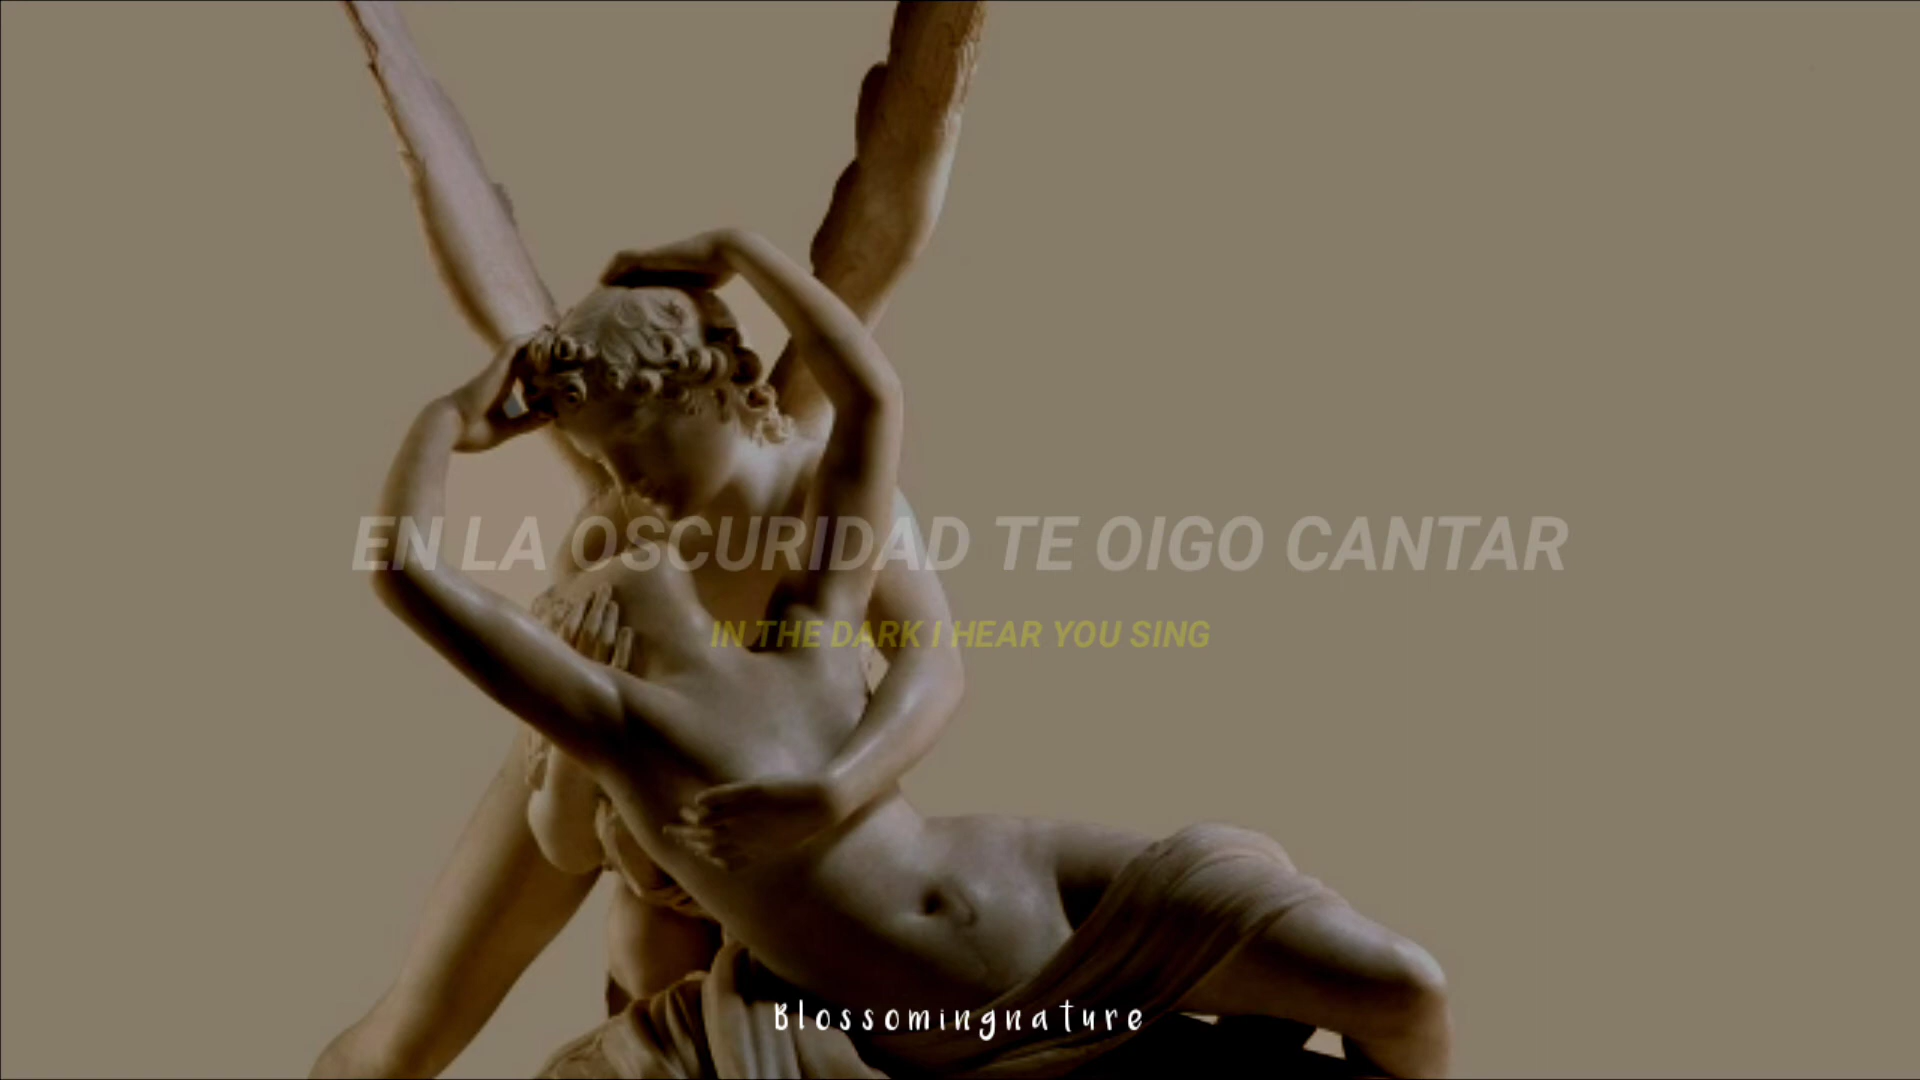 EN LA OSCURIDAD TE OIGO CANTAR
IN THE DARK I HEAR YOU SING
Blossomingnature